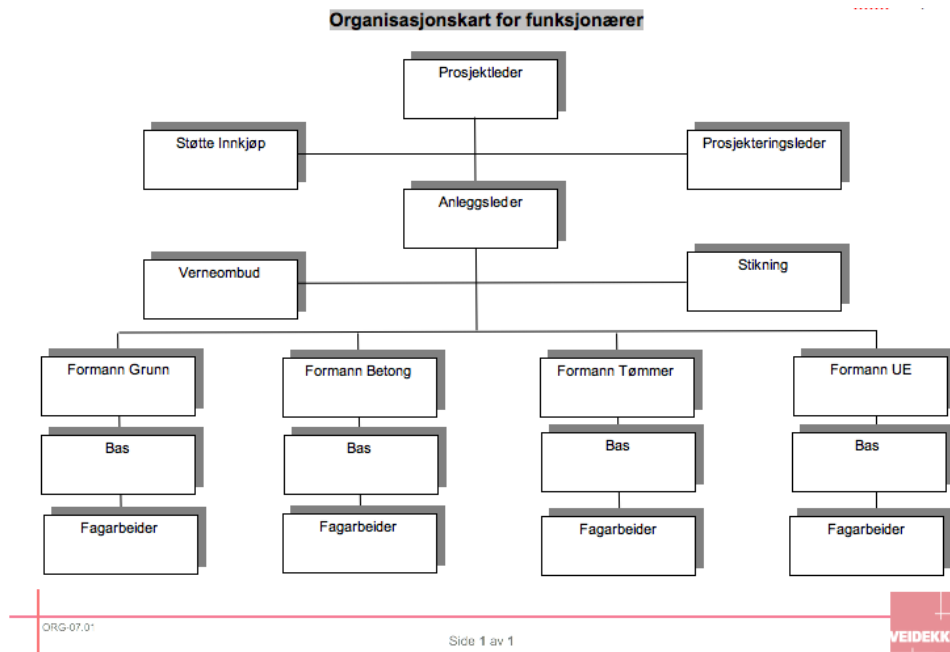 Organisasjonskart for funksjonærer
Prosjektleder
Støtte Innkjøp
Prosjekteringsleder
Anleggsleder
Verneombud
Stikning
Formann Grunn
Formann Betong
Formann Tømmer
Formann UE
Bas
Bas
Bas
Bas
Fagarbeider
Fagarbeider
Fagarbeider
Fagarbeider
ORG-07.01
Side 1 av 1
VEIDEKK